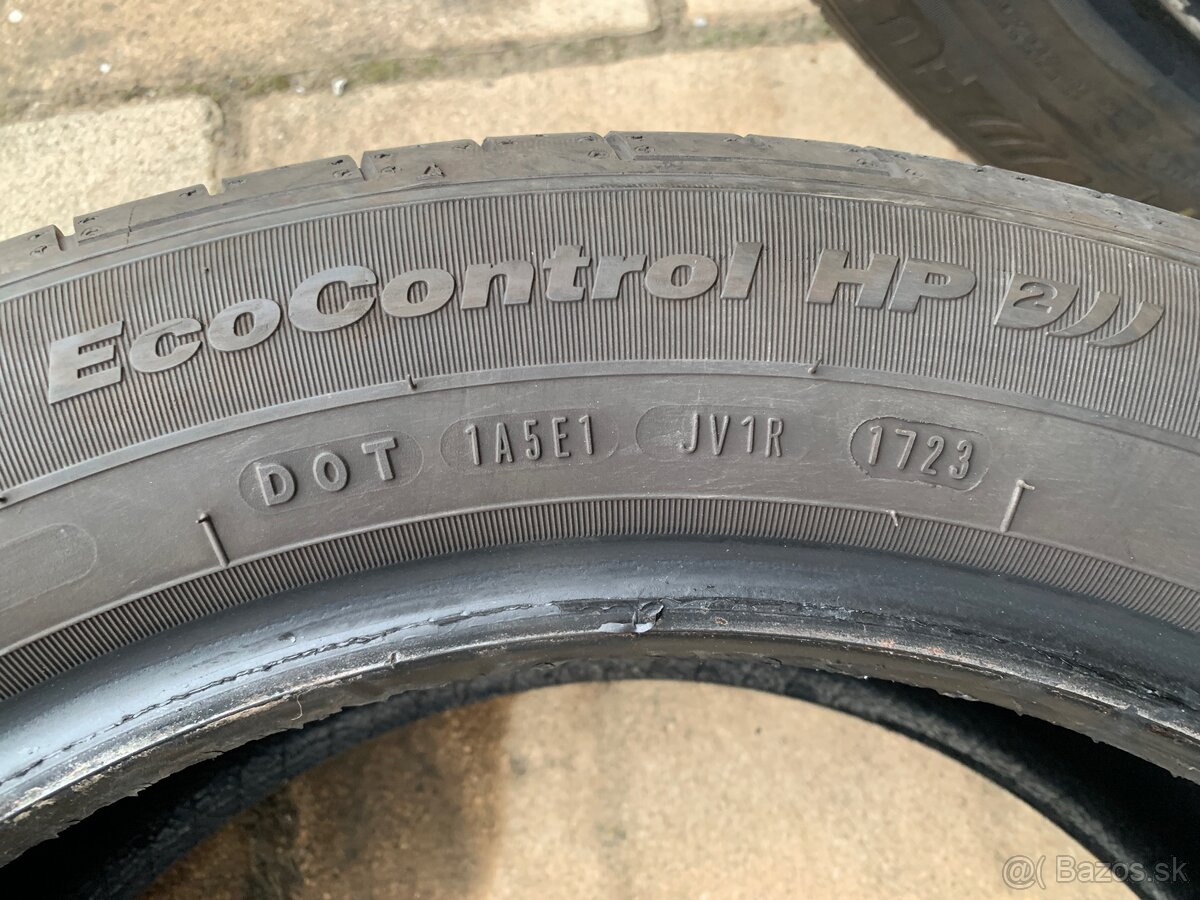 EcoControl HP 2
DOT 1A5E1 JV1R 1723
@( Bazos.sk